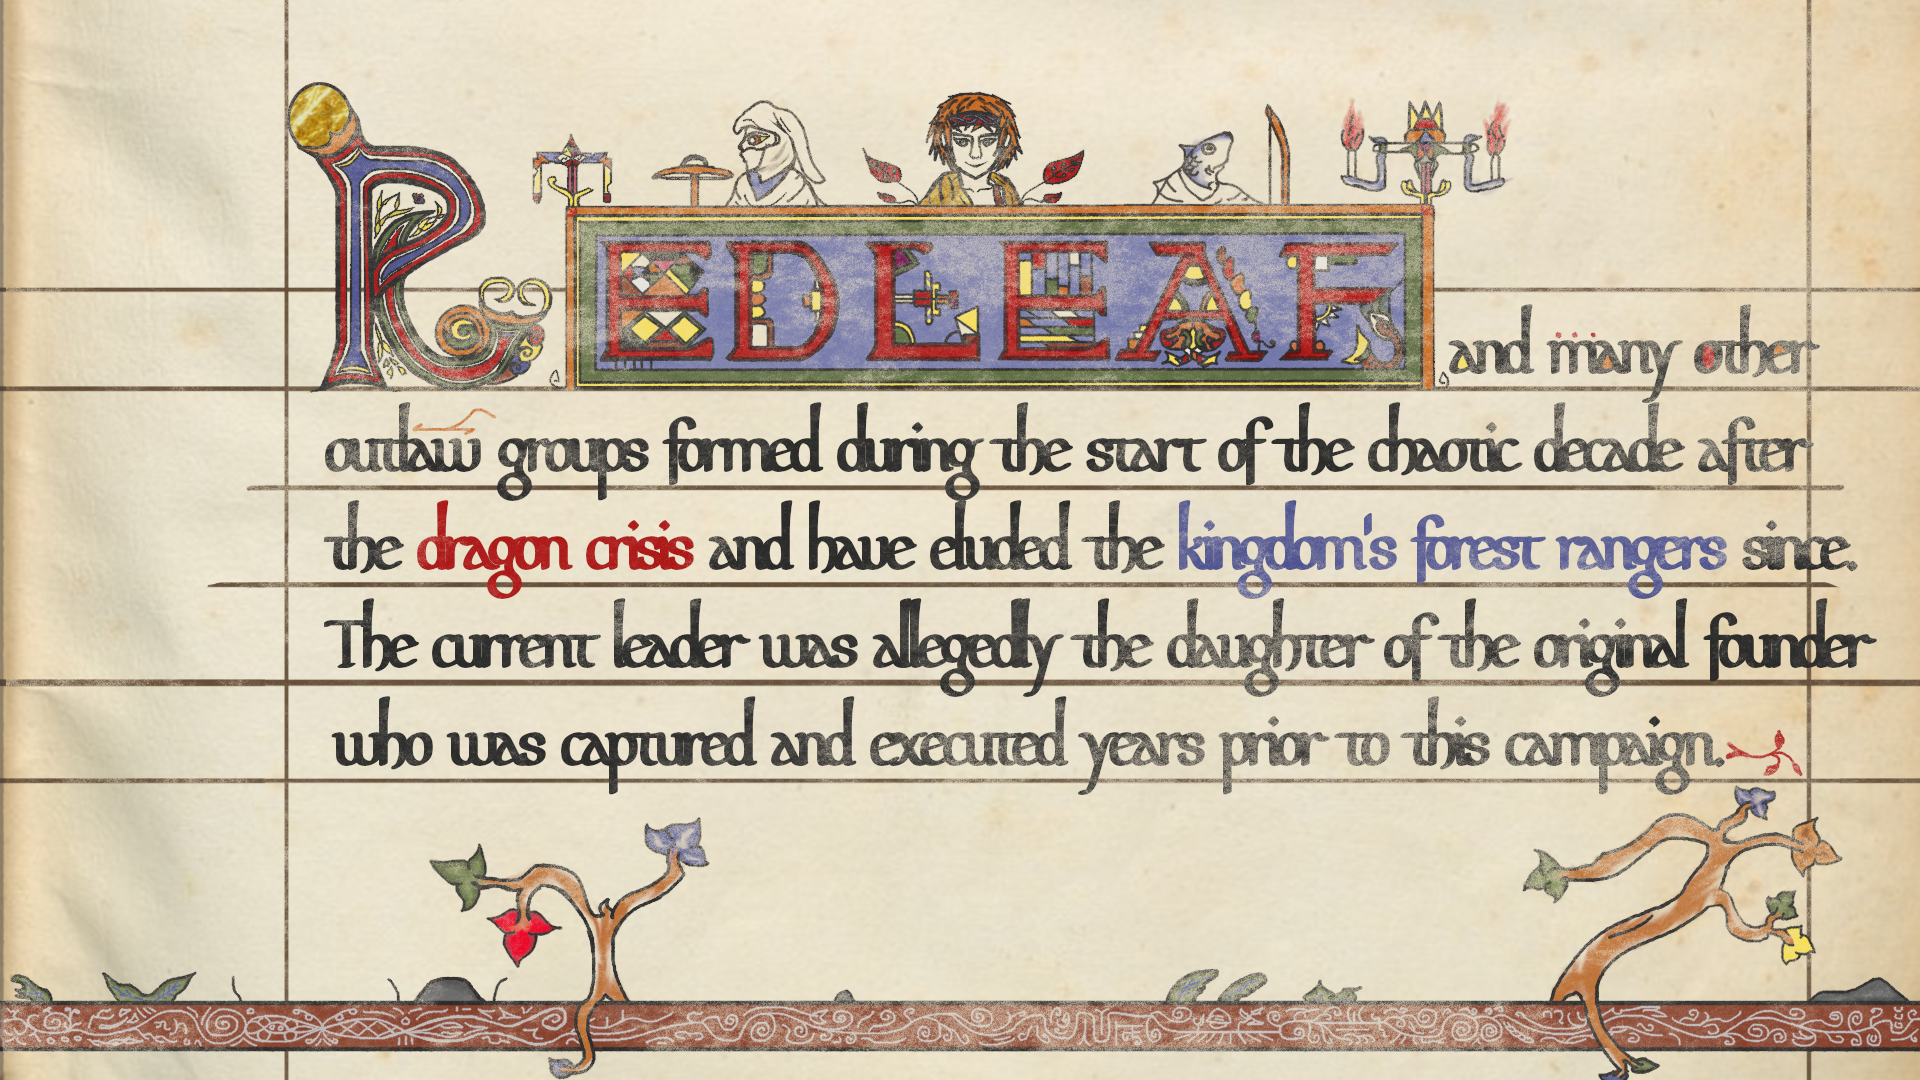 REDLEAF and many other
outlaw groups formed during the start of the chaotic decade after
the dragon crisis and have eluded the kingdom's forest rangers since.
The current leader was allegedly the daughter of the original founder
who was captured and executed years prior to this campaign.